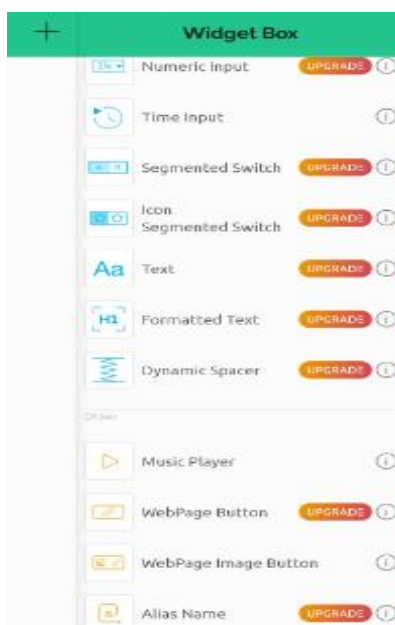 Widget Box
Numeric Input UPGRADE
Time Input
Segmented Switch UPGRADE
Icon
Segmented Switch UPGRADE
Aa Text UPGRADE
H1 Formatted Text UPGRADE
Dynamic Spacer UPGRADE
Other
Music Player
WebPage Button UPGRADE
WebPage Image Button
Alias Name UPGRADE